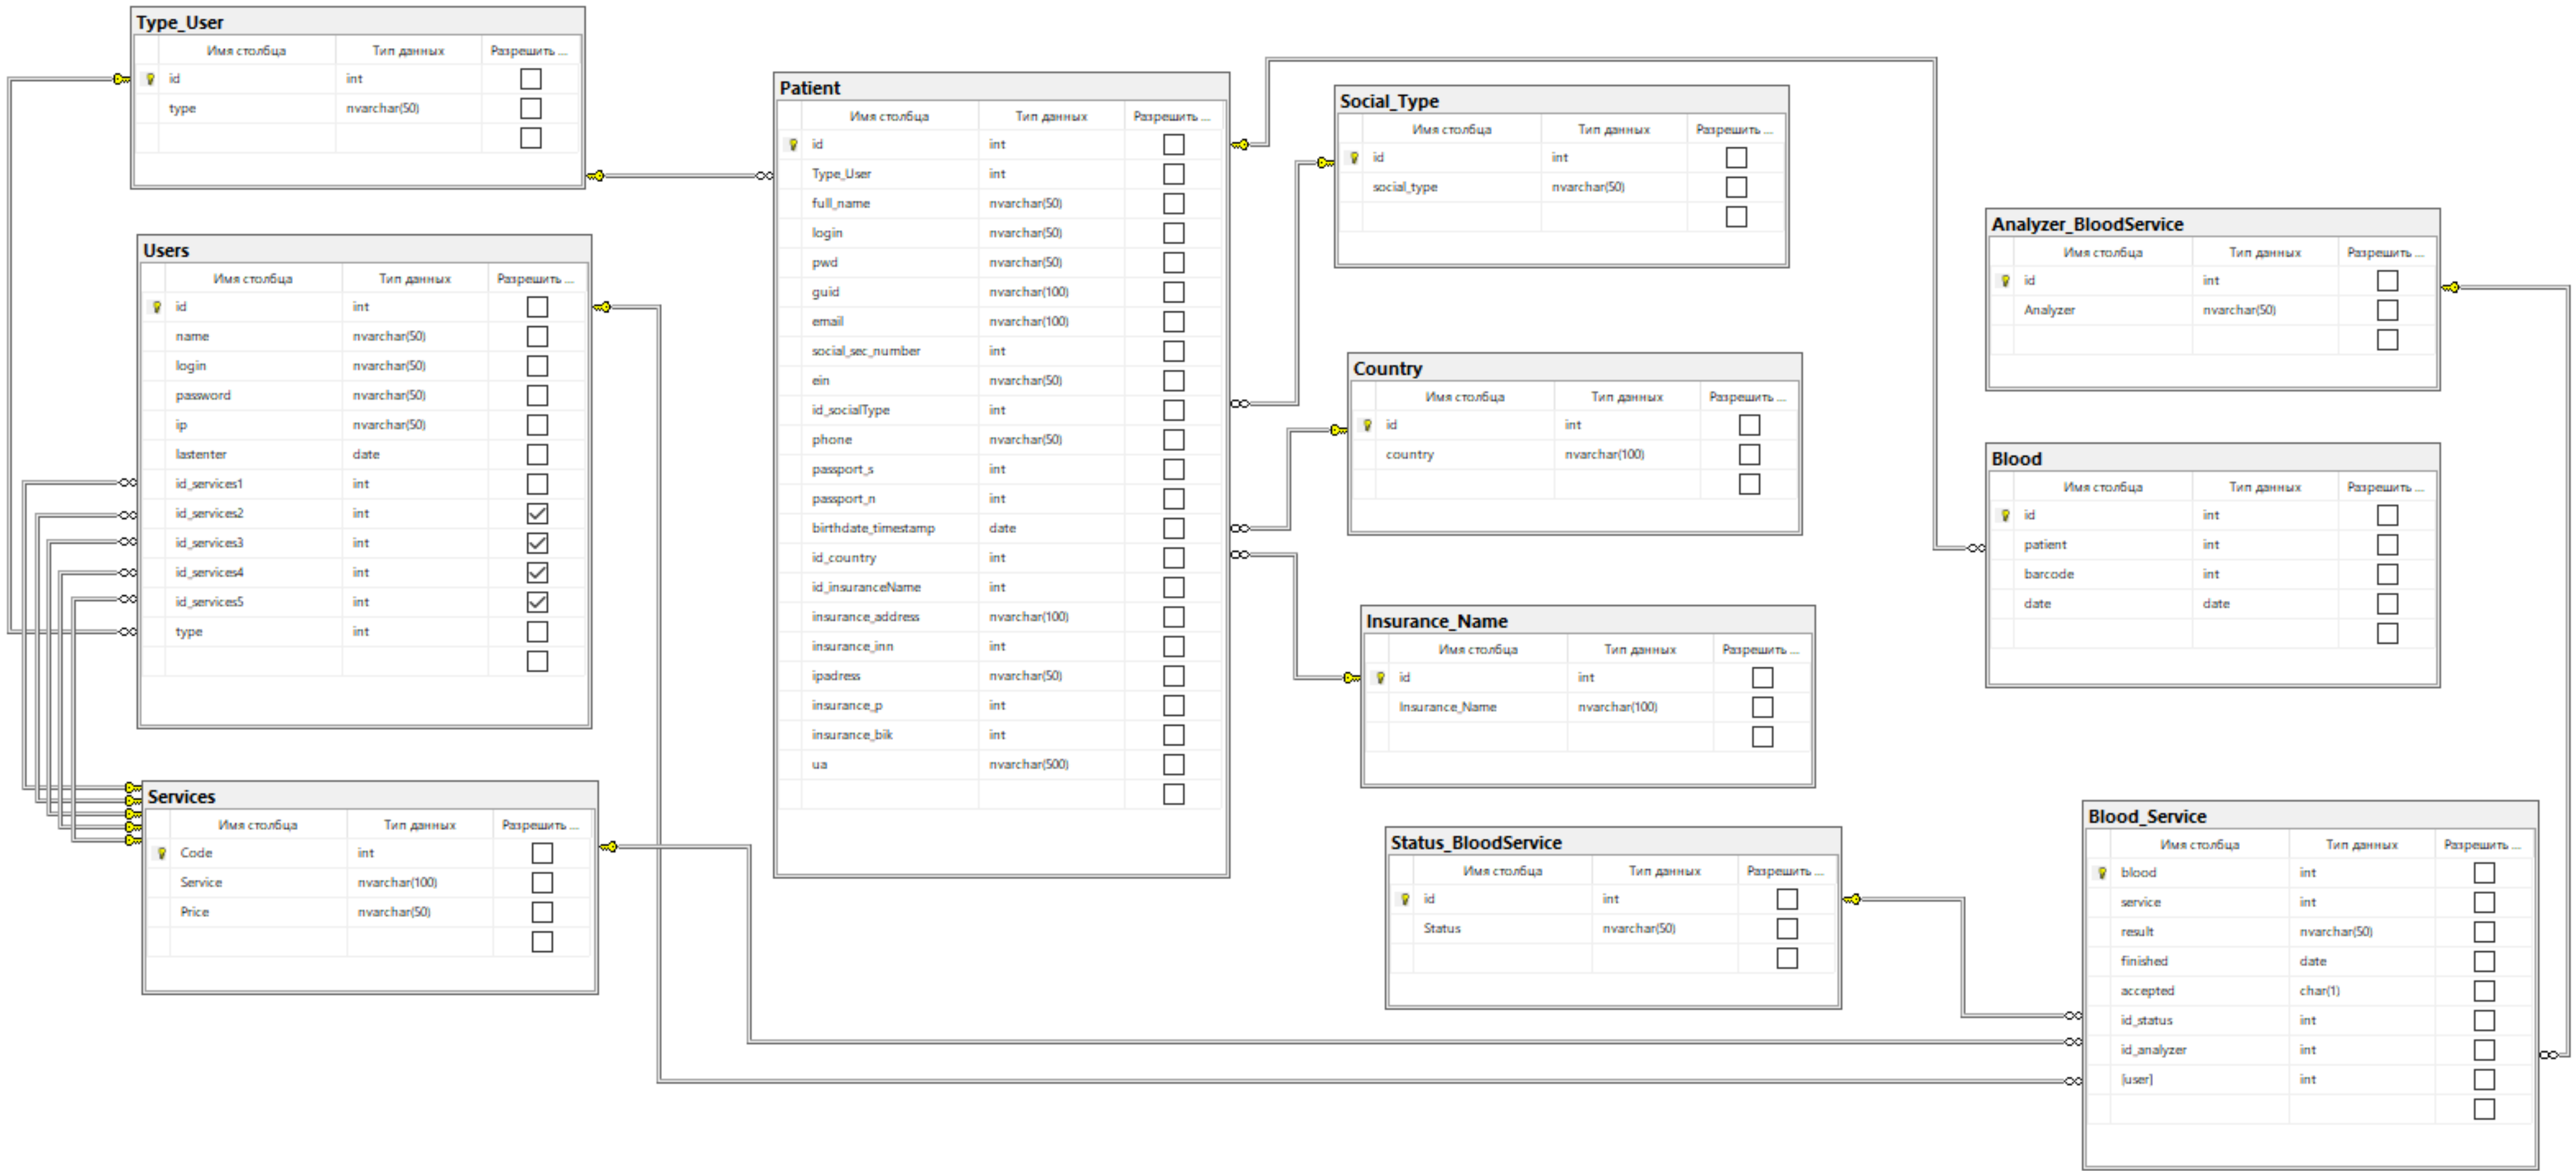 Type_User
Имя столбца Тип данных Разрешить ...
id int
type nvarchar(50)
Users
Имя столбца Тип данных Разрешить ...
id int
name nvarchar(50)
login nvarchar(50)
password nvarchar(50)
ip nvarchar(50)
lastenter date
id_services1 int
id_services2 int
id_services3 int
id_services4 int
id_services5 int
type int
Services
Имя столбца Тип данных Разрешить ...
Code int
Service nvarchar(100)
Price nvarchar(50)
Patient
Имя столбца Тип данных Разрешить ...
id int
Type_User int
full_name nvarchar(50)
login nvarchar(50)
pwd nvarchar(50)
guid nvarchar(100)
email nvarchar(100)
social_sec_number int
ein nvarchar(50)
id_socialType int
phone nvarchar(50)
passport_s int
passport_n int
birthdate_timestamp date
id_country int
id_insuranceName int
insurance_address nvarchar(100)
insurance_inn int
ipadress nvarchar(50)
insurance_p int
insurance_bik int
ua nvarchar(500)
Social_Type
Имя столбца Тип данных Разрешить ...
id int
social_type nvarchar(50)
Country
Имя столбца Тип данных Разрешить ...
id int
country nvarchar(100)
Insurance_Name
Имя столбца Тип данных Разрешить ...
id int
Insurance_Name nvarchar(100)
Status_BloodService
Имя столбца Тип данных Разрешить ...
id int
Status nvarchar(50)
Analyzer_BloodService
Имя столбца Тип данных Разрешить ...
id int
Analyzer nvarchar(50)
Blood
Имя столбца Тип данных Разрешить ...
id int
patient int
barcode int
date date
Blood_Service
Имя столбца Тип данных Разрешить ...
blood int
service int
result nvarchar(50)
finished date
accepted char(1)
id_status int
id_analyzer int
[user] int